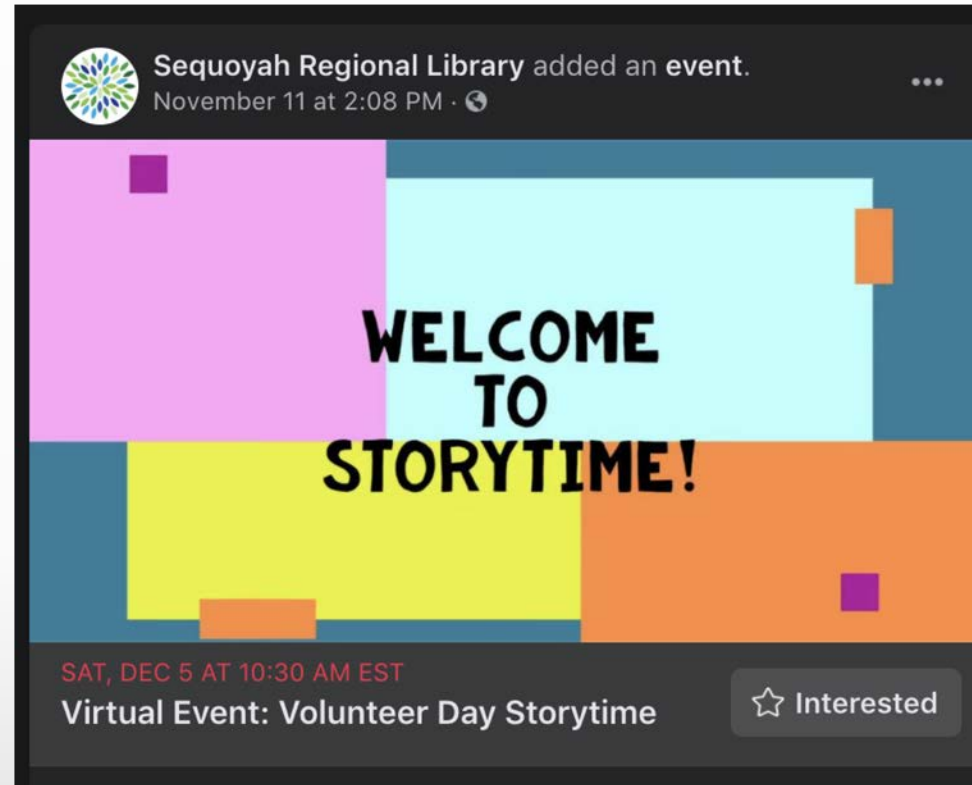 Sequoyah Regional Library added an event.
November 11 at 2:08 PM ·
WELCOME
TO
STORYTIME!
SAT, DEC 5 AT 10:30 AM EST
Virtual Event: Volunteer Day Storytime
Interested